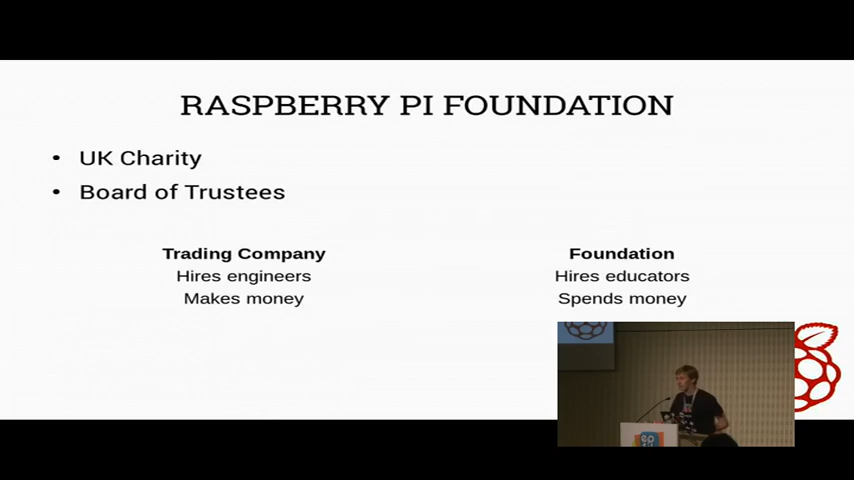 RASPBERRY PI FOUNDATION
• UK Charity
• Board of Trustees
Trading Company
Hires engineers
Makes money
Foundation
Hires educators
Spends money